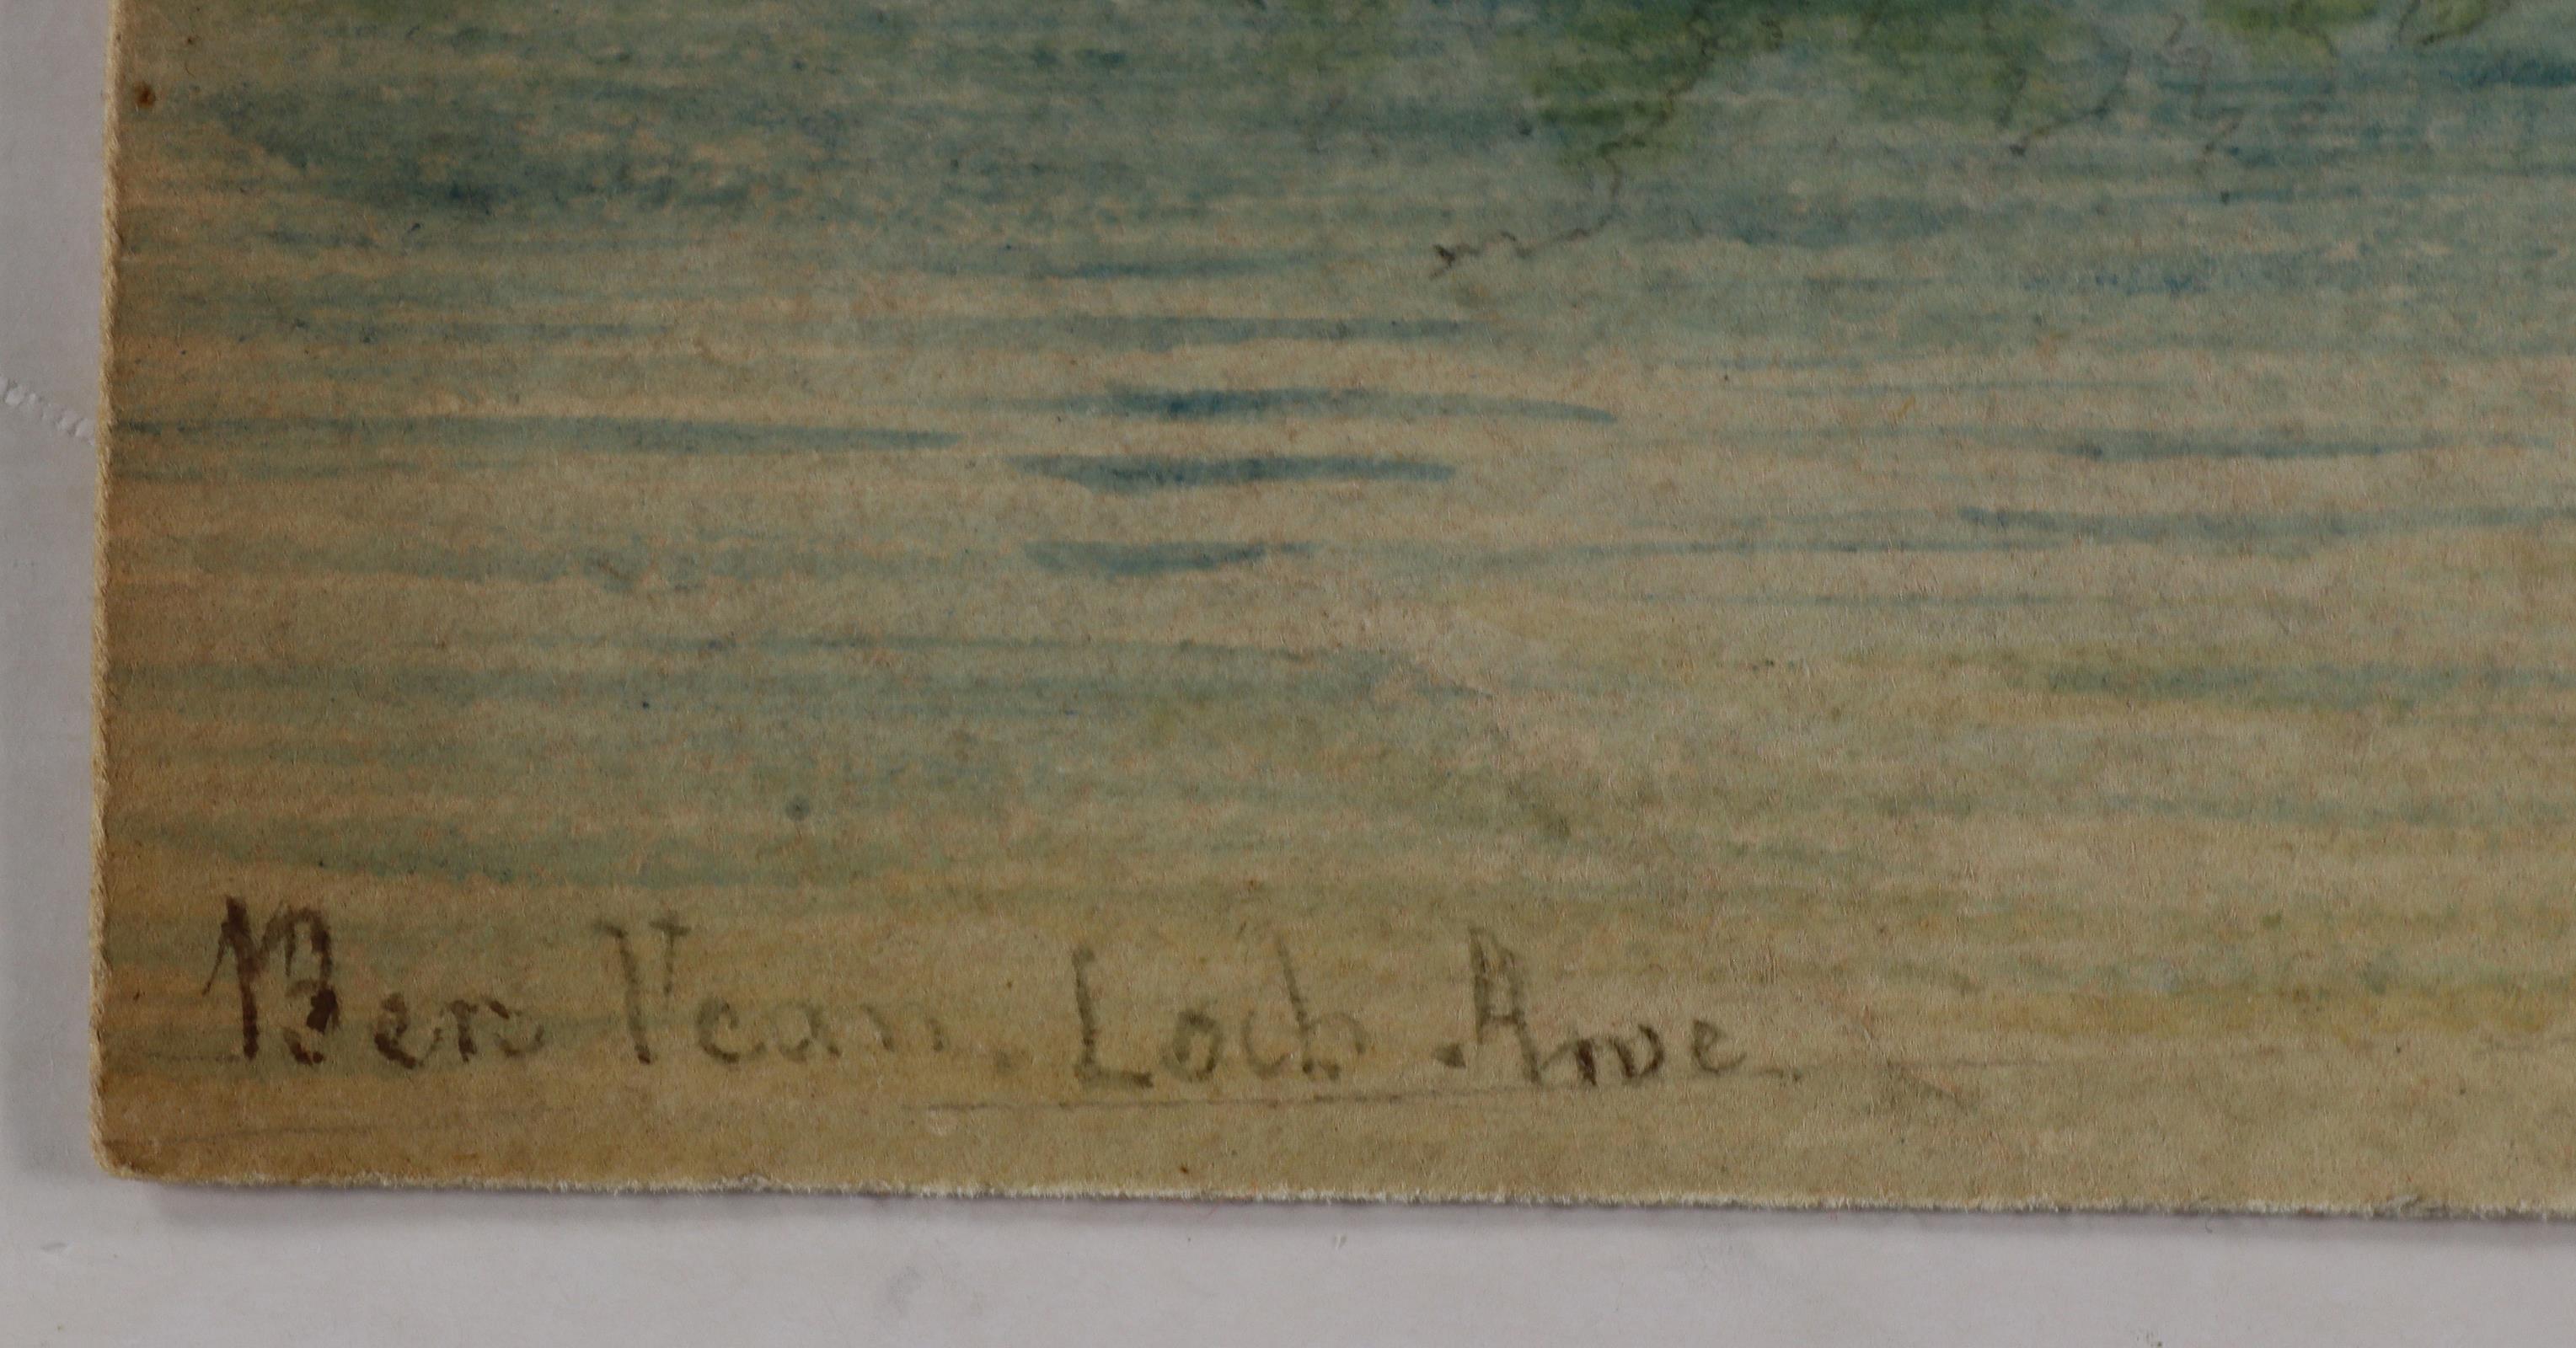 Ben Vean. Loch Awe.